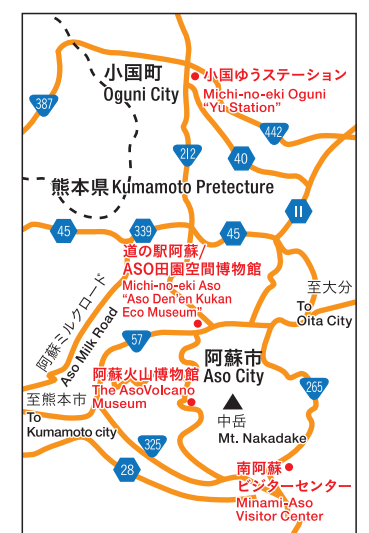 小国町
Oguni City
小国ゆうステーション
Michi-no-eki Oguni
“Yu Station”
387
442
212
40
熊本県 Kumamoto Pretecture
11
45
339
45
道の駅阿蘇/
ASO田園空間博物館
Michi-no-eki Aso
“Aso Den’en Kukan
Eco Museum”
至大分
To
Oita City
阿蘇ミルクロード
Aso Milk Road
57
阿蘇市
Aso City
阿蘇火山博物館
The AsoVolcano
Museum
265
至熊本市
To
Kumamoto city
中岳
Mt. Nakadake
325
28
南阿蘇
ビジターセンター
Minami-Aso
Visitor Center